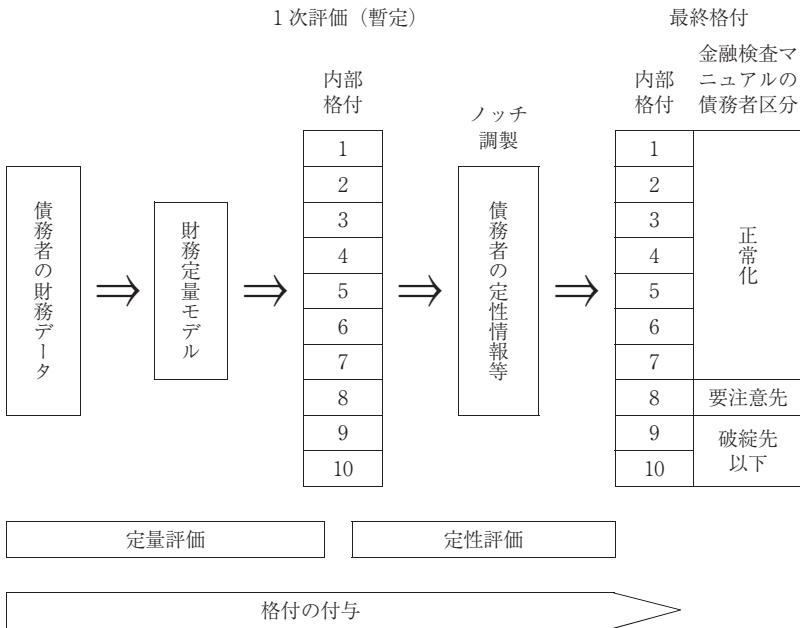 1次評価（暫定）
最終格付
内部
格付
ノッチ
調製
内部
格付
金融検査マ
ニュアルの
債務者区分
債務者の財務データ
財務定量モデル
1
2
3
4
5
6
7
8
9
10
債務者の定性情報等
1
2
3
4
5
6
7
8
9
10
正常化
要注意先
破綻先
以下
⇒
⇒
⇒
⇒
定量評価
定性評価
格付の付与